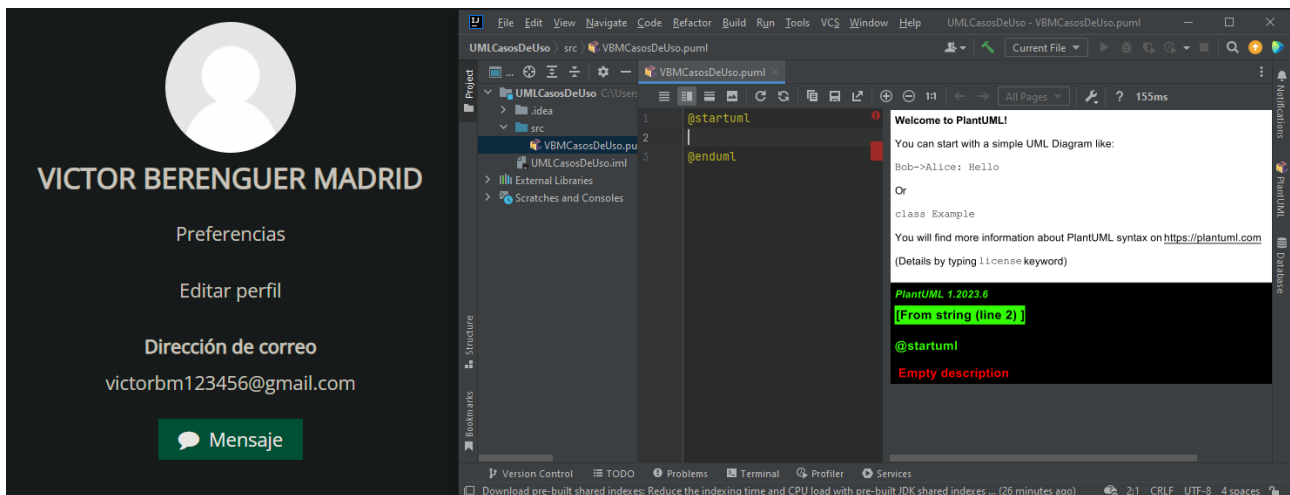 VICTOR BERENGUER MADRID
Preferencias
Editar perfil
Dirección de correo
victorbm123456@gmail.com
Mensaje
File Edit View Navigate Code Refactor Build Run Tools VCS Window Help UMLCasosDeUso - VBMCasosDeUso.puml
UMLCasosDeUso src VBMCasosDeUso.puml
Current File
Project
... VBMCasosDeUso.puml
UMLCasosDeUso C:\User:
.idea
src
VBMCasosDeUso.pu
UMLCasosDeUso.iml
External Libraries
Scratches and Consoles
1:1 All Pages ? 155ms
1 @startuml
2
3 @enduml
Welcome to PlantUML!
You can start with a simple UML Diagram like:
Bob->Alice: Hello
Or
class Example
You will find more information about PlantUML syntax on https://plantuml.com
(Details by typing license keyword)
PlantUML 1.2023.6
[From string (line 2) ]
@startuml
Empty description
Notifications
PlantUML
Database
Structure
Bookmarks
Version Control TODO Problems Terminal Profiler Services
Download pre-built shared indexes: Reduce the indexing time and CPU load with pre-built JDK shared indexes ... (26 minutes ago) 2:1 CRLF UTF-8 4 spaces